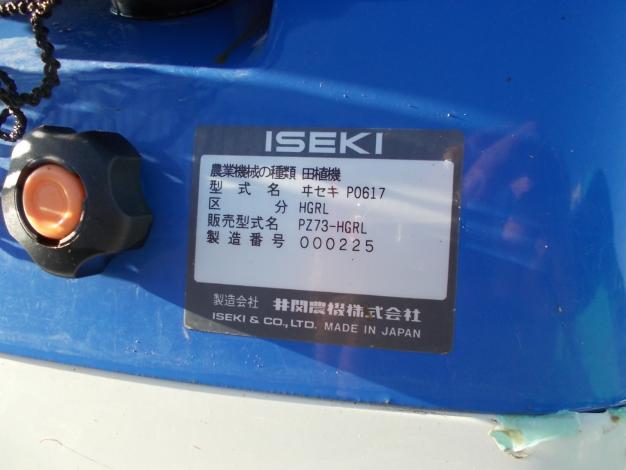 ISEKI
農業機械の種類 田植機
型式名 ヰセキ P0617
区分 HGRL
販売型式名 PZ73-HGRL
製造番号 000225
製造会社 井関農機株式会社
ISEKI & CO., LTD. MADE IN JAPAN